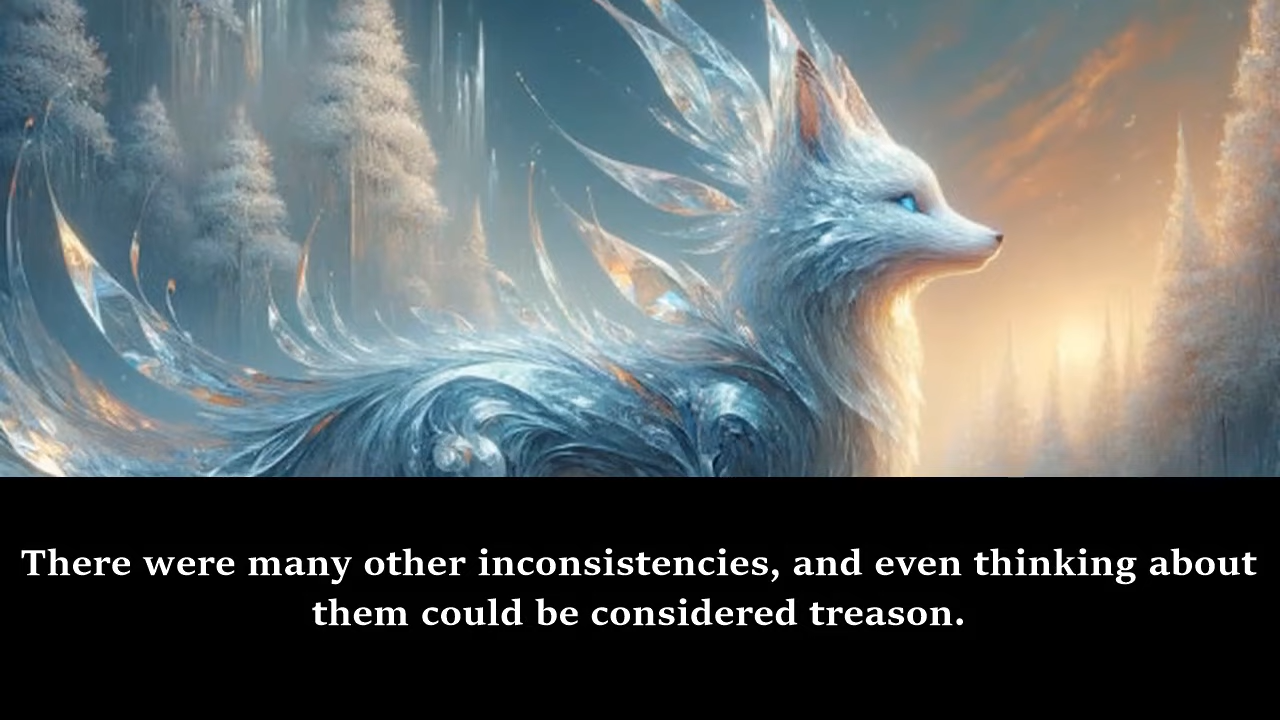 There were many other inconsistencies, and even thinking about
them could be considered treason.